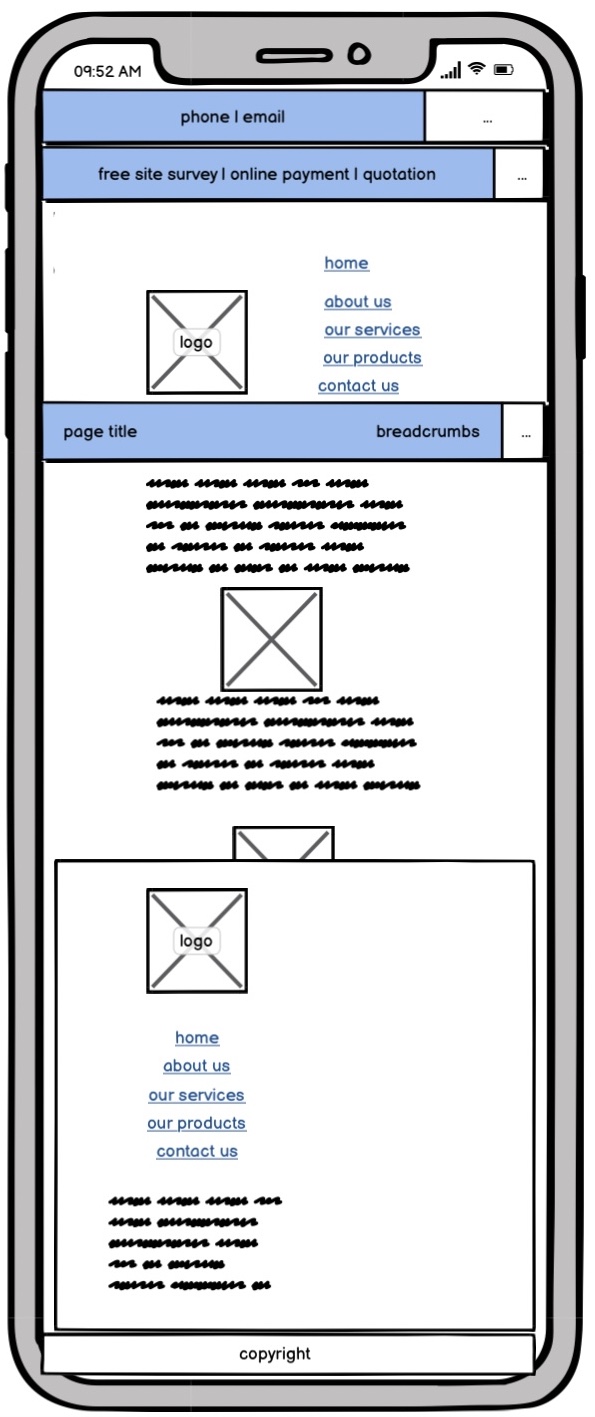 09:52 AM
phone | email
...
free site survey | online payment | quotation
...
home
about us
logo
our services
our products
contact us
page title breadcrumbs
...
logo
home
about us
our services
our products
contact us
copyright